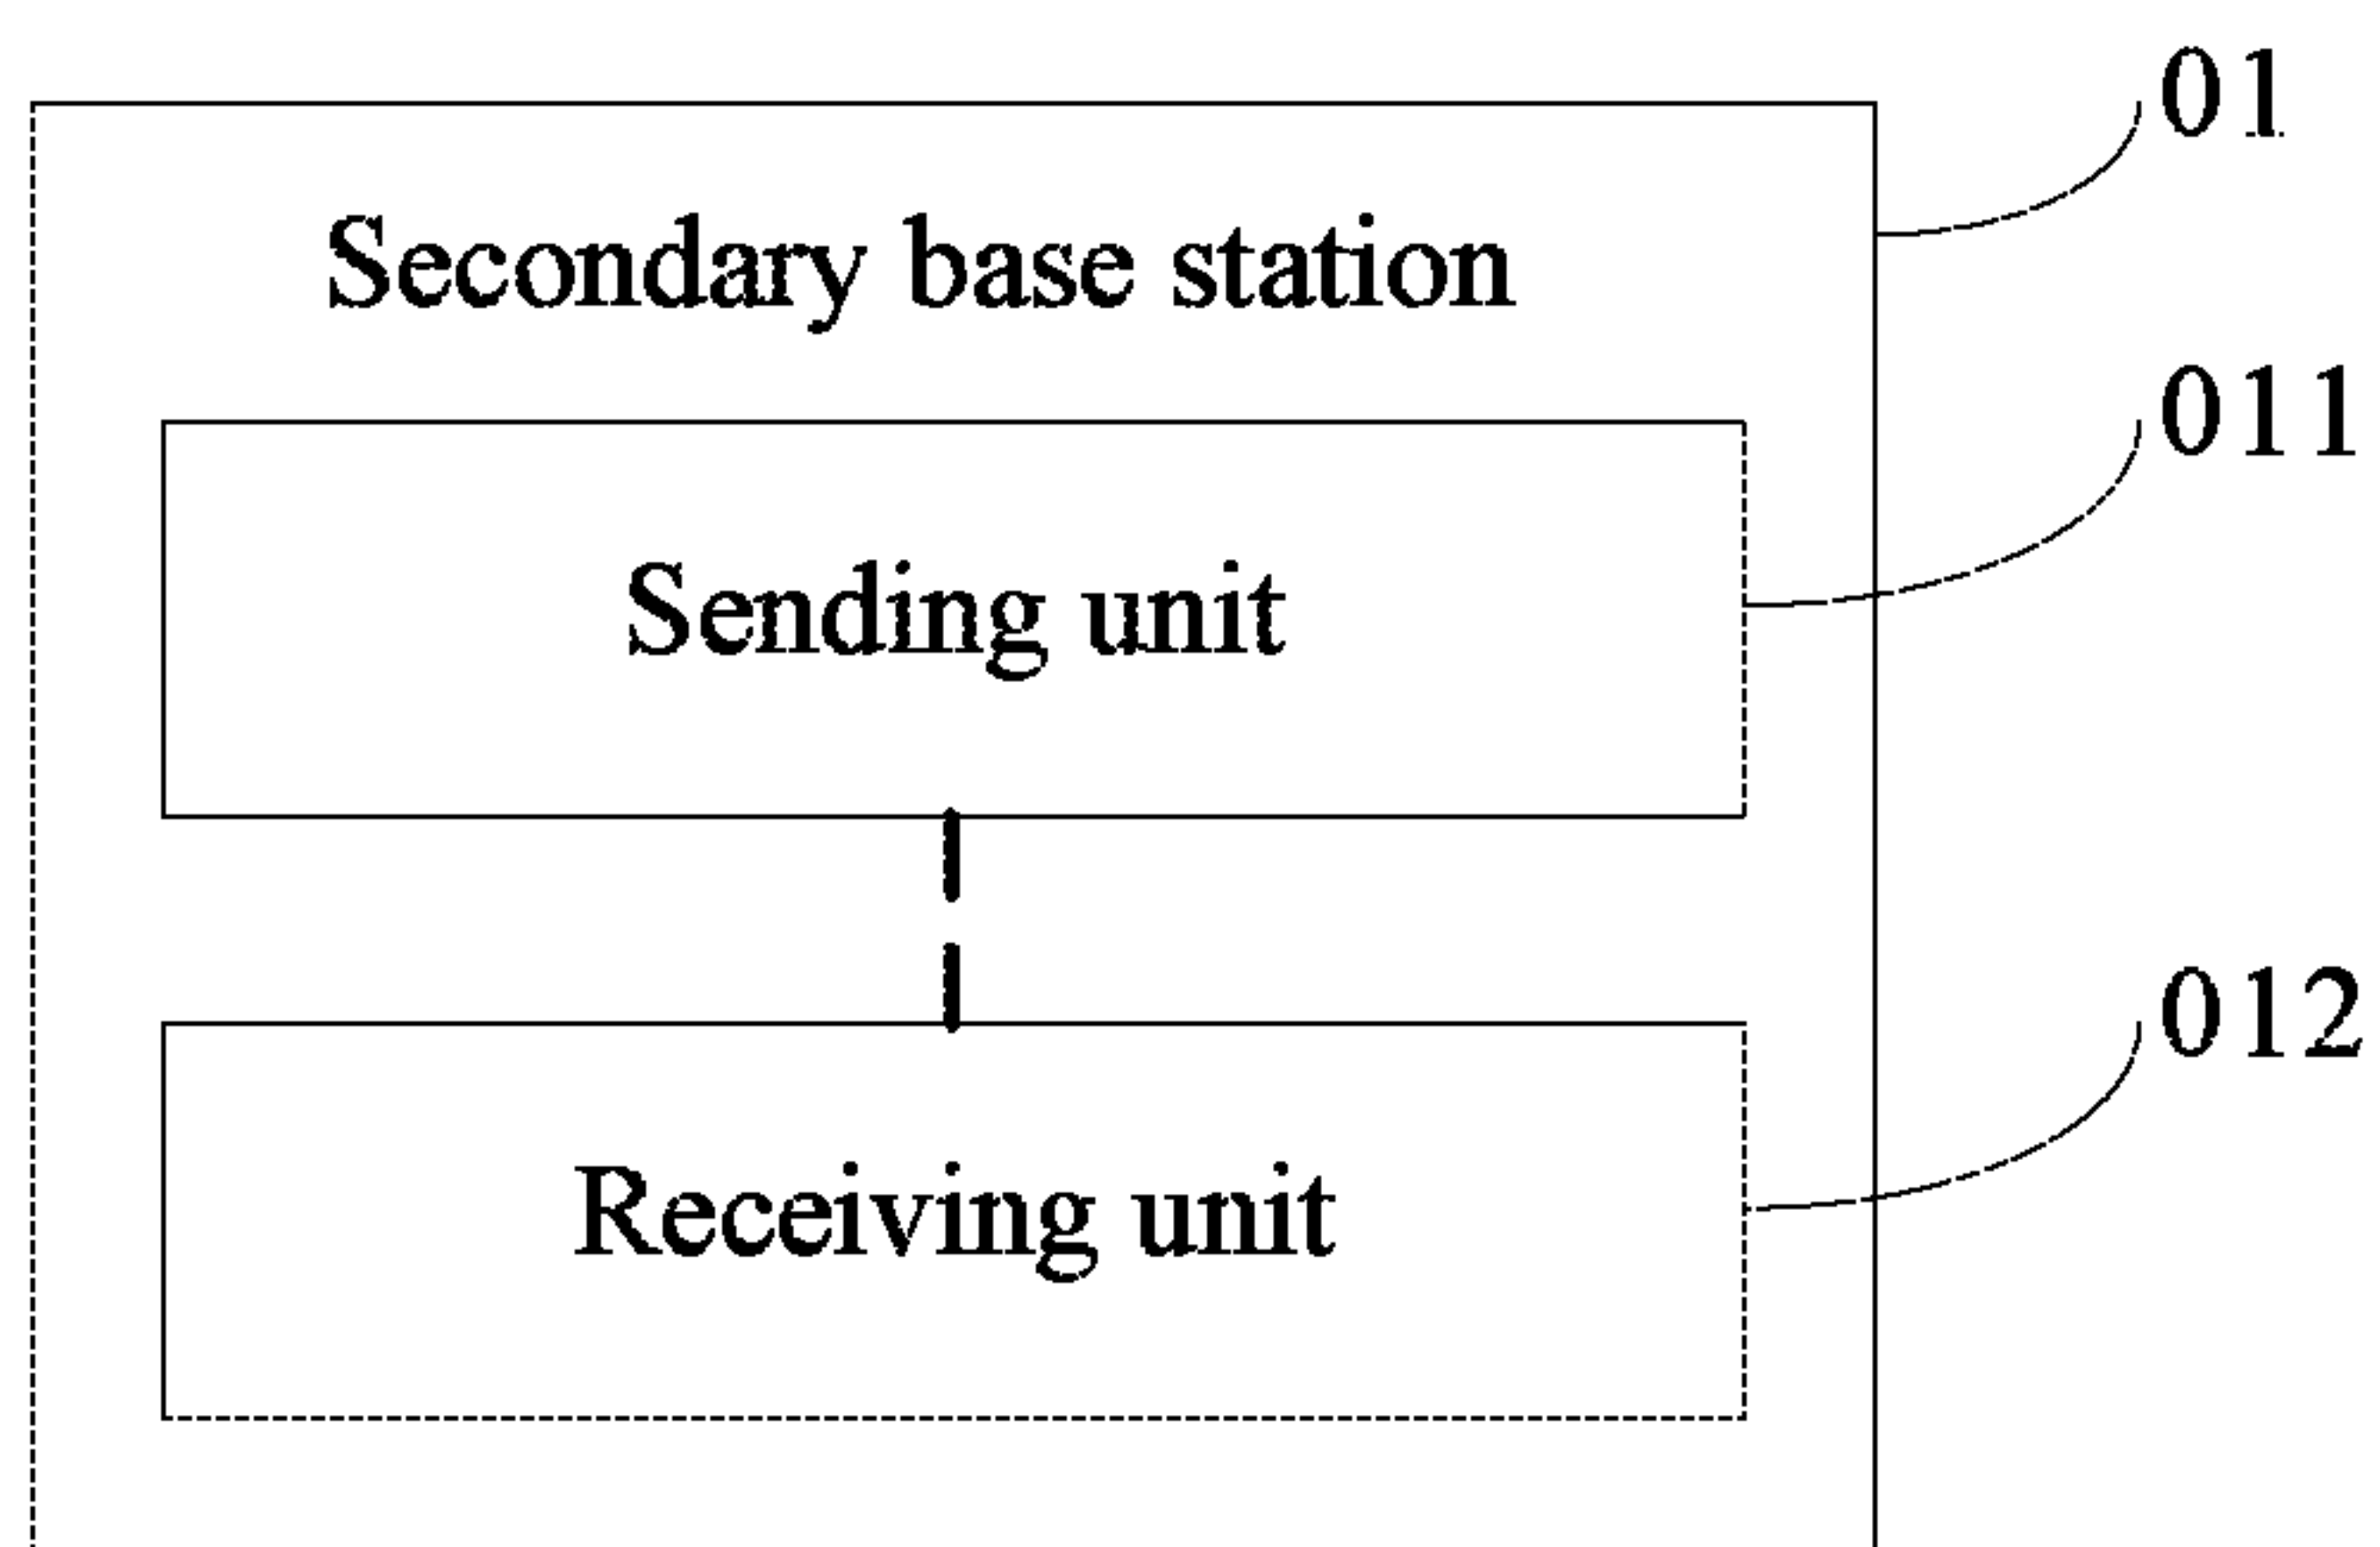 01
Secondary base station
011
Sending unit
012
Receiving unit